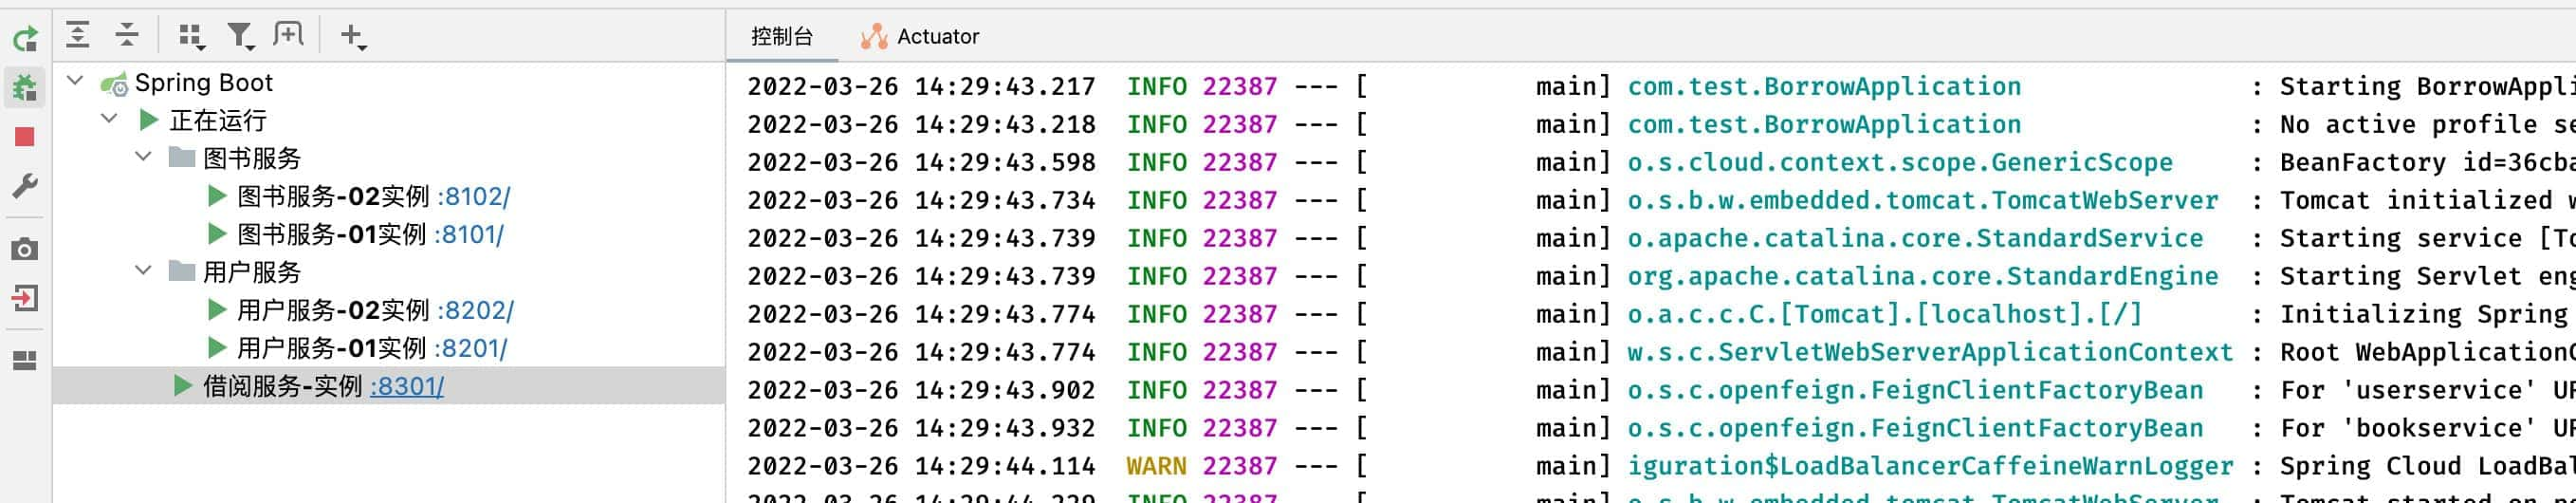 控制台 Actuator
Spring Boot
正在运行
图书服务
图书服务-02实例 :8102/
图书服务-01实例 :8101/
用户服务
用户服务-02实例 :8202/
用户服务-01实例 :8201/
借阅服务-实例 :8301/
2022-03-26 14:29:43.217 INFO 22387 --- [ main] com.test.BorrowApplication : Starting BorrowAppli
2022-03-26 14:29:43.218 INFO 22387 --- [ main] com.test.BorrowApplication : No active profile se
2022-03-26 14:29:43.598 INFO 22387 --- [ main] o.s.cloud.context.scope.GenericScope : BeanFactory id=36cba
2022-03-26 14:29:43.734 INFO 22387 --- [ main] o.s.b.w.embedded.tomcat.TomcatWebServer : Tomcat initialized w
2022-03-26 14:29:43.739 INFO 22387 --- [ main] o.apache.catalina.core.StandardService : Starting service [To
2022-03-26 14:29:43.739 INFO 22387 --- [ main] org.apache.catalina.core.StandardEngine : Starting Servlet eng
2022-03-26 14:29:43.774 INFO 22387 --- [ main] o.a.c.c.C.[Tomcat].[localhost].[/] : Initializing Spring
2022-03-26 14:29:43.774 INFO 22387 --- [ main] w.s.c.ServletWebServerApplicationContext : Root WebApplicationC
2022-03-26 14:29:43.902 INFO 22387 --- [ main] o.s.c.openfeign.FeignClientFactoryBean : For 'userservice' UR
2022-03-26 14:29:43.932 INFO 22387 --- [ main] o.s.c.openfeign.FeignClientFactoryBean : For 'bookservice' UR
2022-03-26 14:29:44.114 WARN 22387 --- [ main] iguration$LoadBalancerCaffeineWarnLogger : Spring Cloud LoadBal